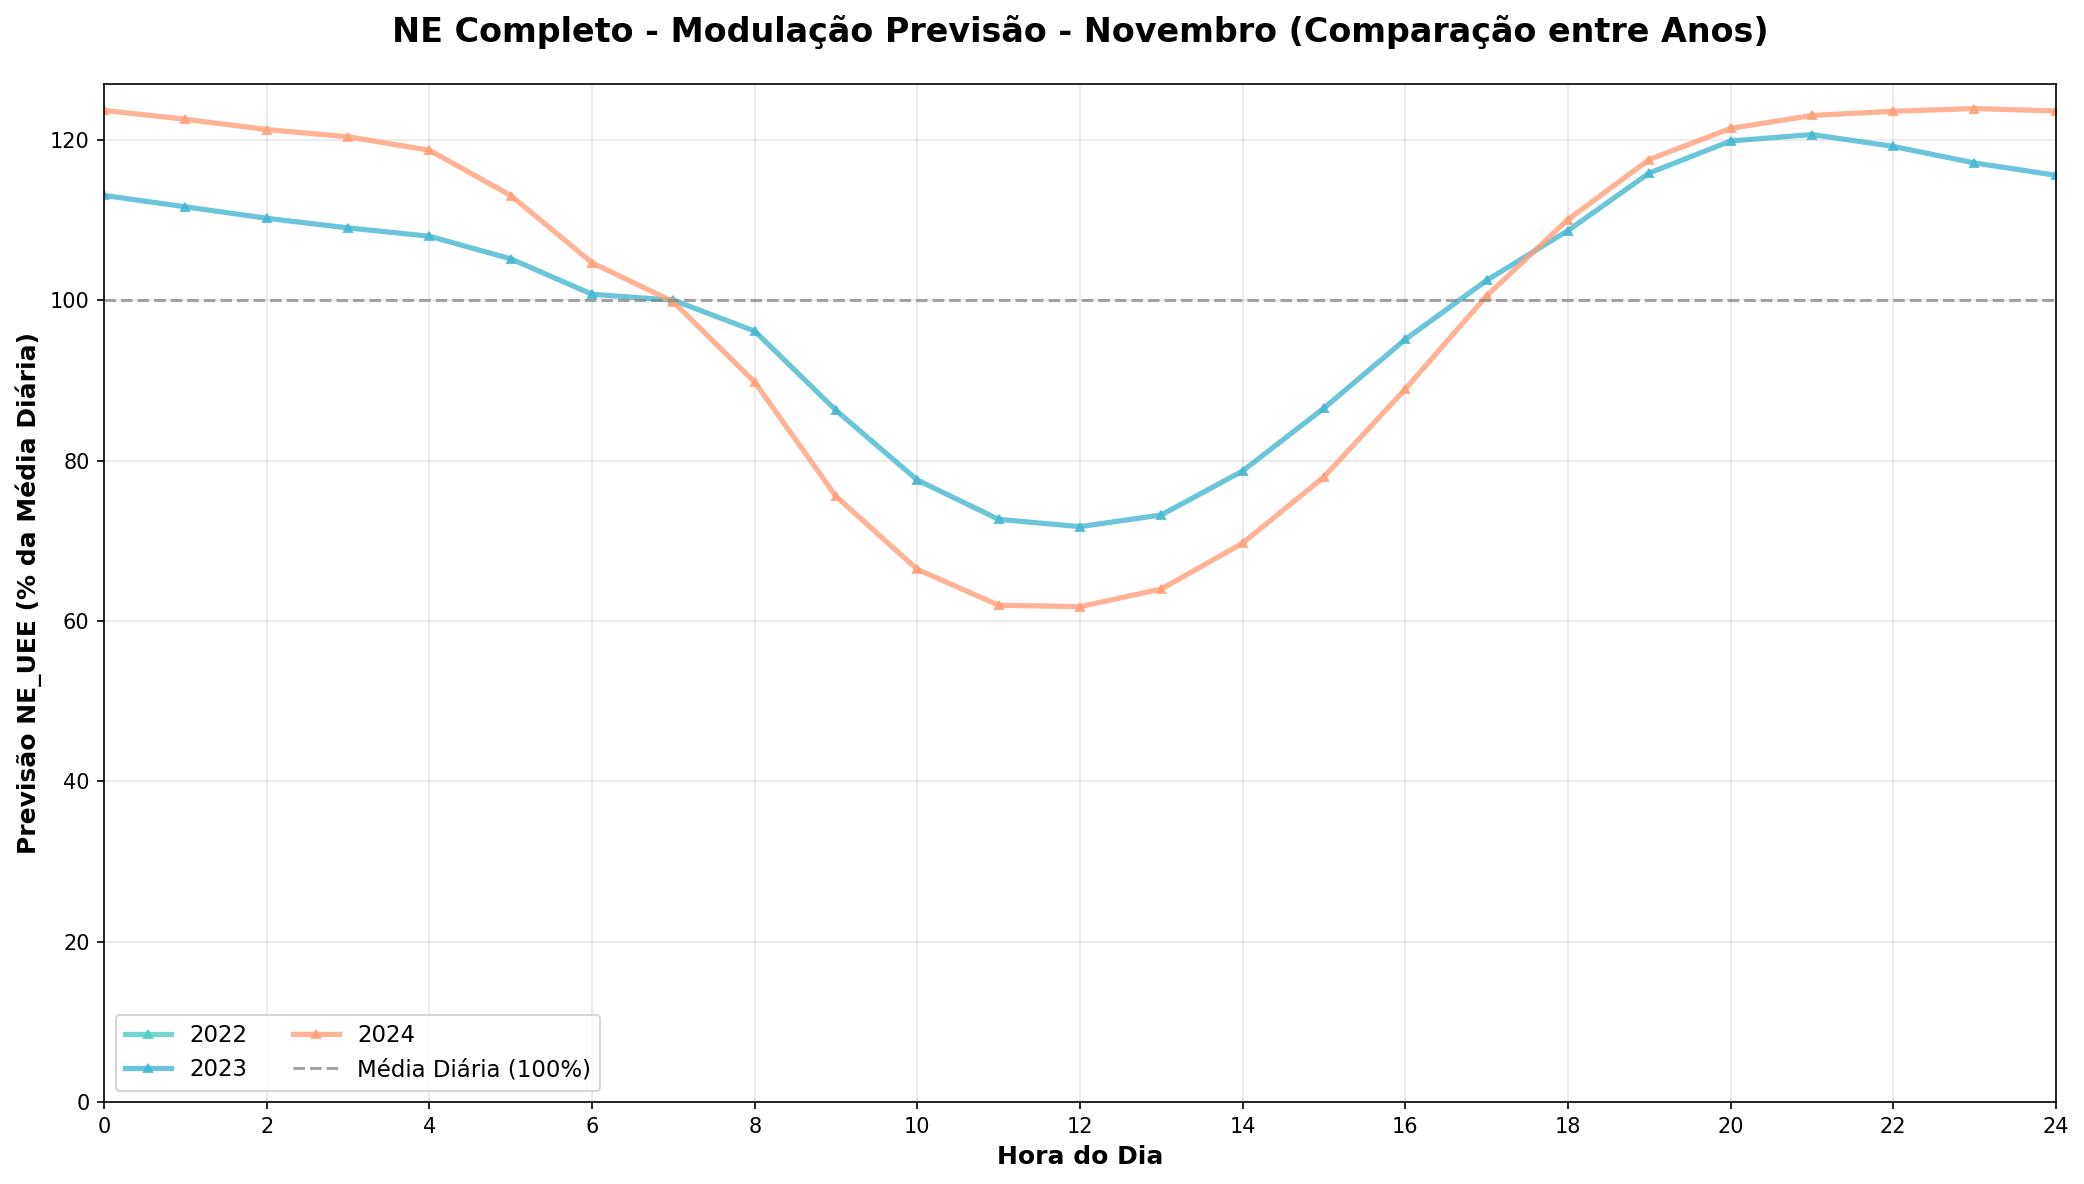 NE Completo - Modulação Previsão - Novembro (Comparação entre Anos)
Previsão NE_UEE (% da Média Diária)
120
100
80
60
40
20
0
0 2 4 6 8 10 12 14 16 18 20 22 24
Hora do Dia
2022
2023
2024
Média Diária (100%)